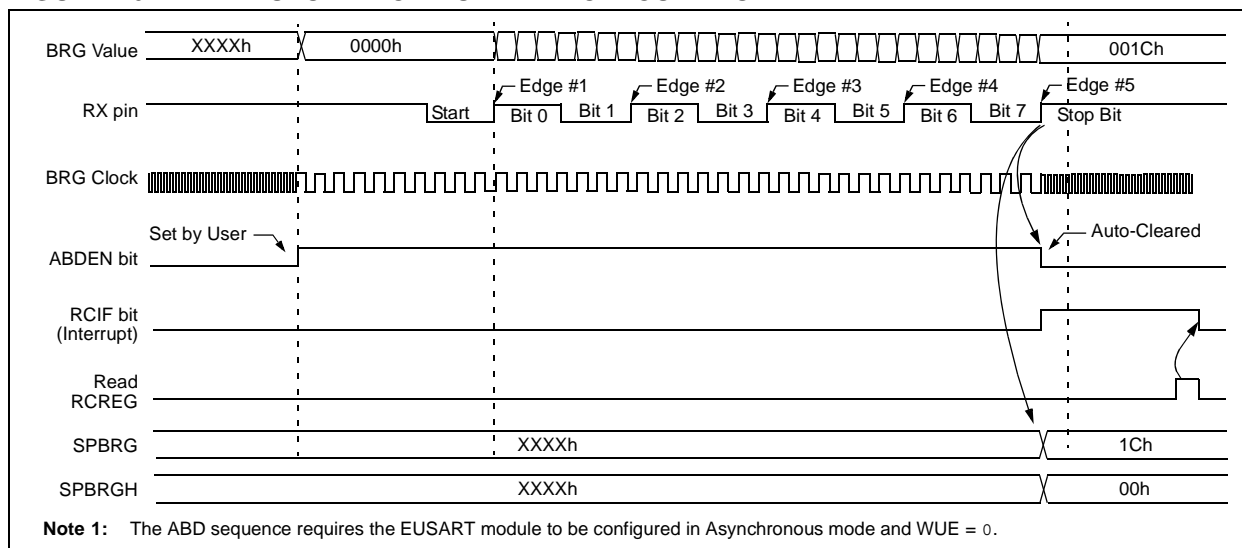 BRG Value XXXXh 0000h 001Ch
Edge #1 Edge #2 Edge #3 Edge #4 Edge #5
RX pin Start Bit 0 Bit 1 Bit 2 Bit 3 Bit 4 Bit 5 Bit 6 Bit 7 Stop Bit
BRG Clock
Set by User Auto-Cleared
ABDEN bit
RCIF bit
(Interrupt)
Read
RCREG
SPBRG XXXXh 1Ch
SPBRGH XXXXh 00h
Note 1: The ABD sequence requires the EUSART module to be configured in Asynchronous mode and WUE = 0.